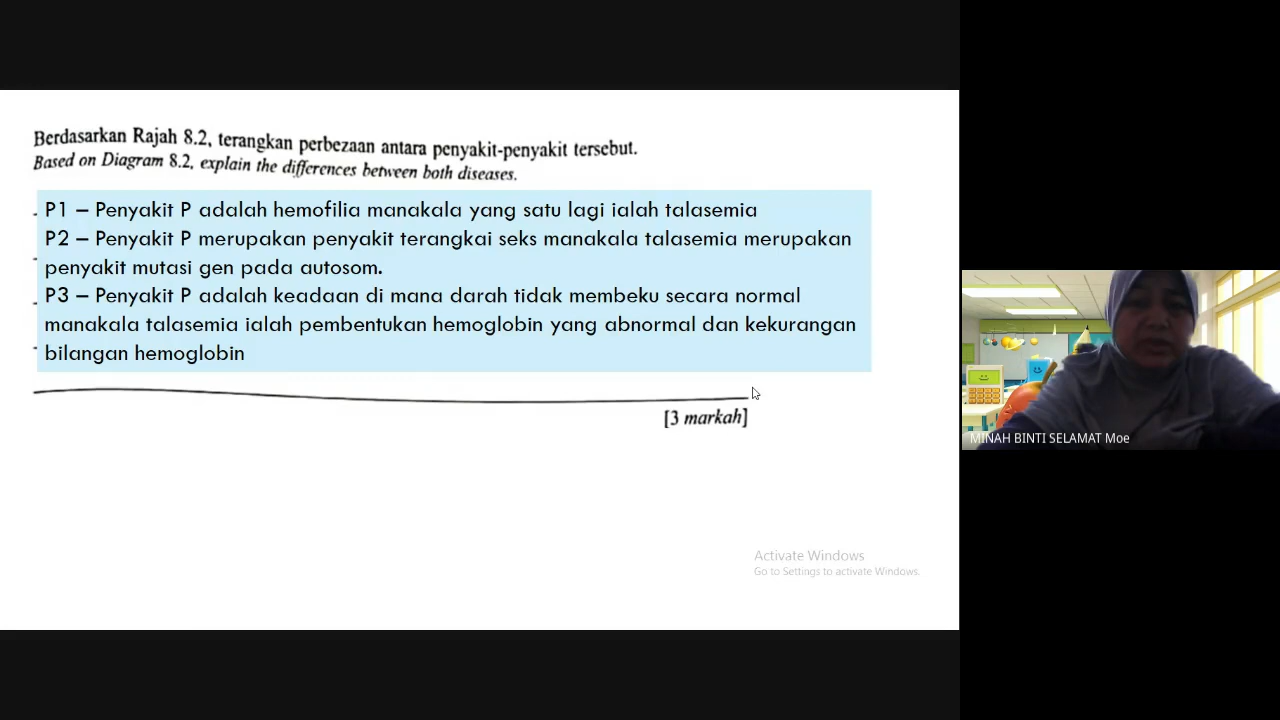 Berdasarkan Rajah 8.2, terangkan perbezaan antara penyakit-penyakit tersebut.
Based on Diagram 8.2, explain the differences between both diseases.
P1 – Penyakit P adalah hemofilia manakala yang satu lagi ialah talasemia
P2 – Penyakit P merupakan penyakit terangkai seks manakala talasemia merupakan
penyakit mutasi gen pada autosom.
P3 – Penyakit P adalah keadaan di mana darah tidak membeku secara normal
manakala talasemia ialah pembentukan hemoglobin yang abnormal dan kekurangan
bilangan hemoglobin
[3 markah]
Activate Windows
Go to Settings to activate Windows.
MINAH BINTI SELAMAT Moe